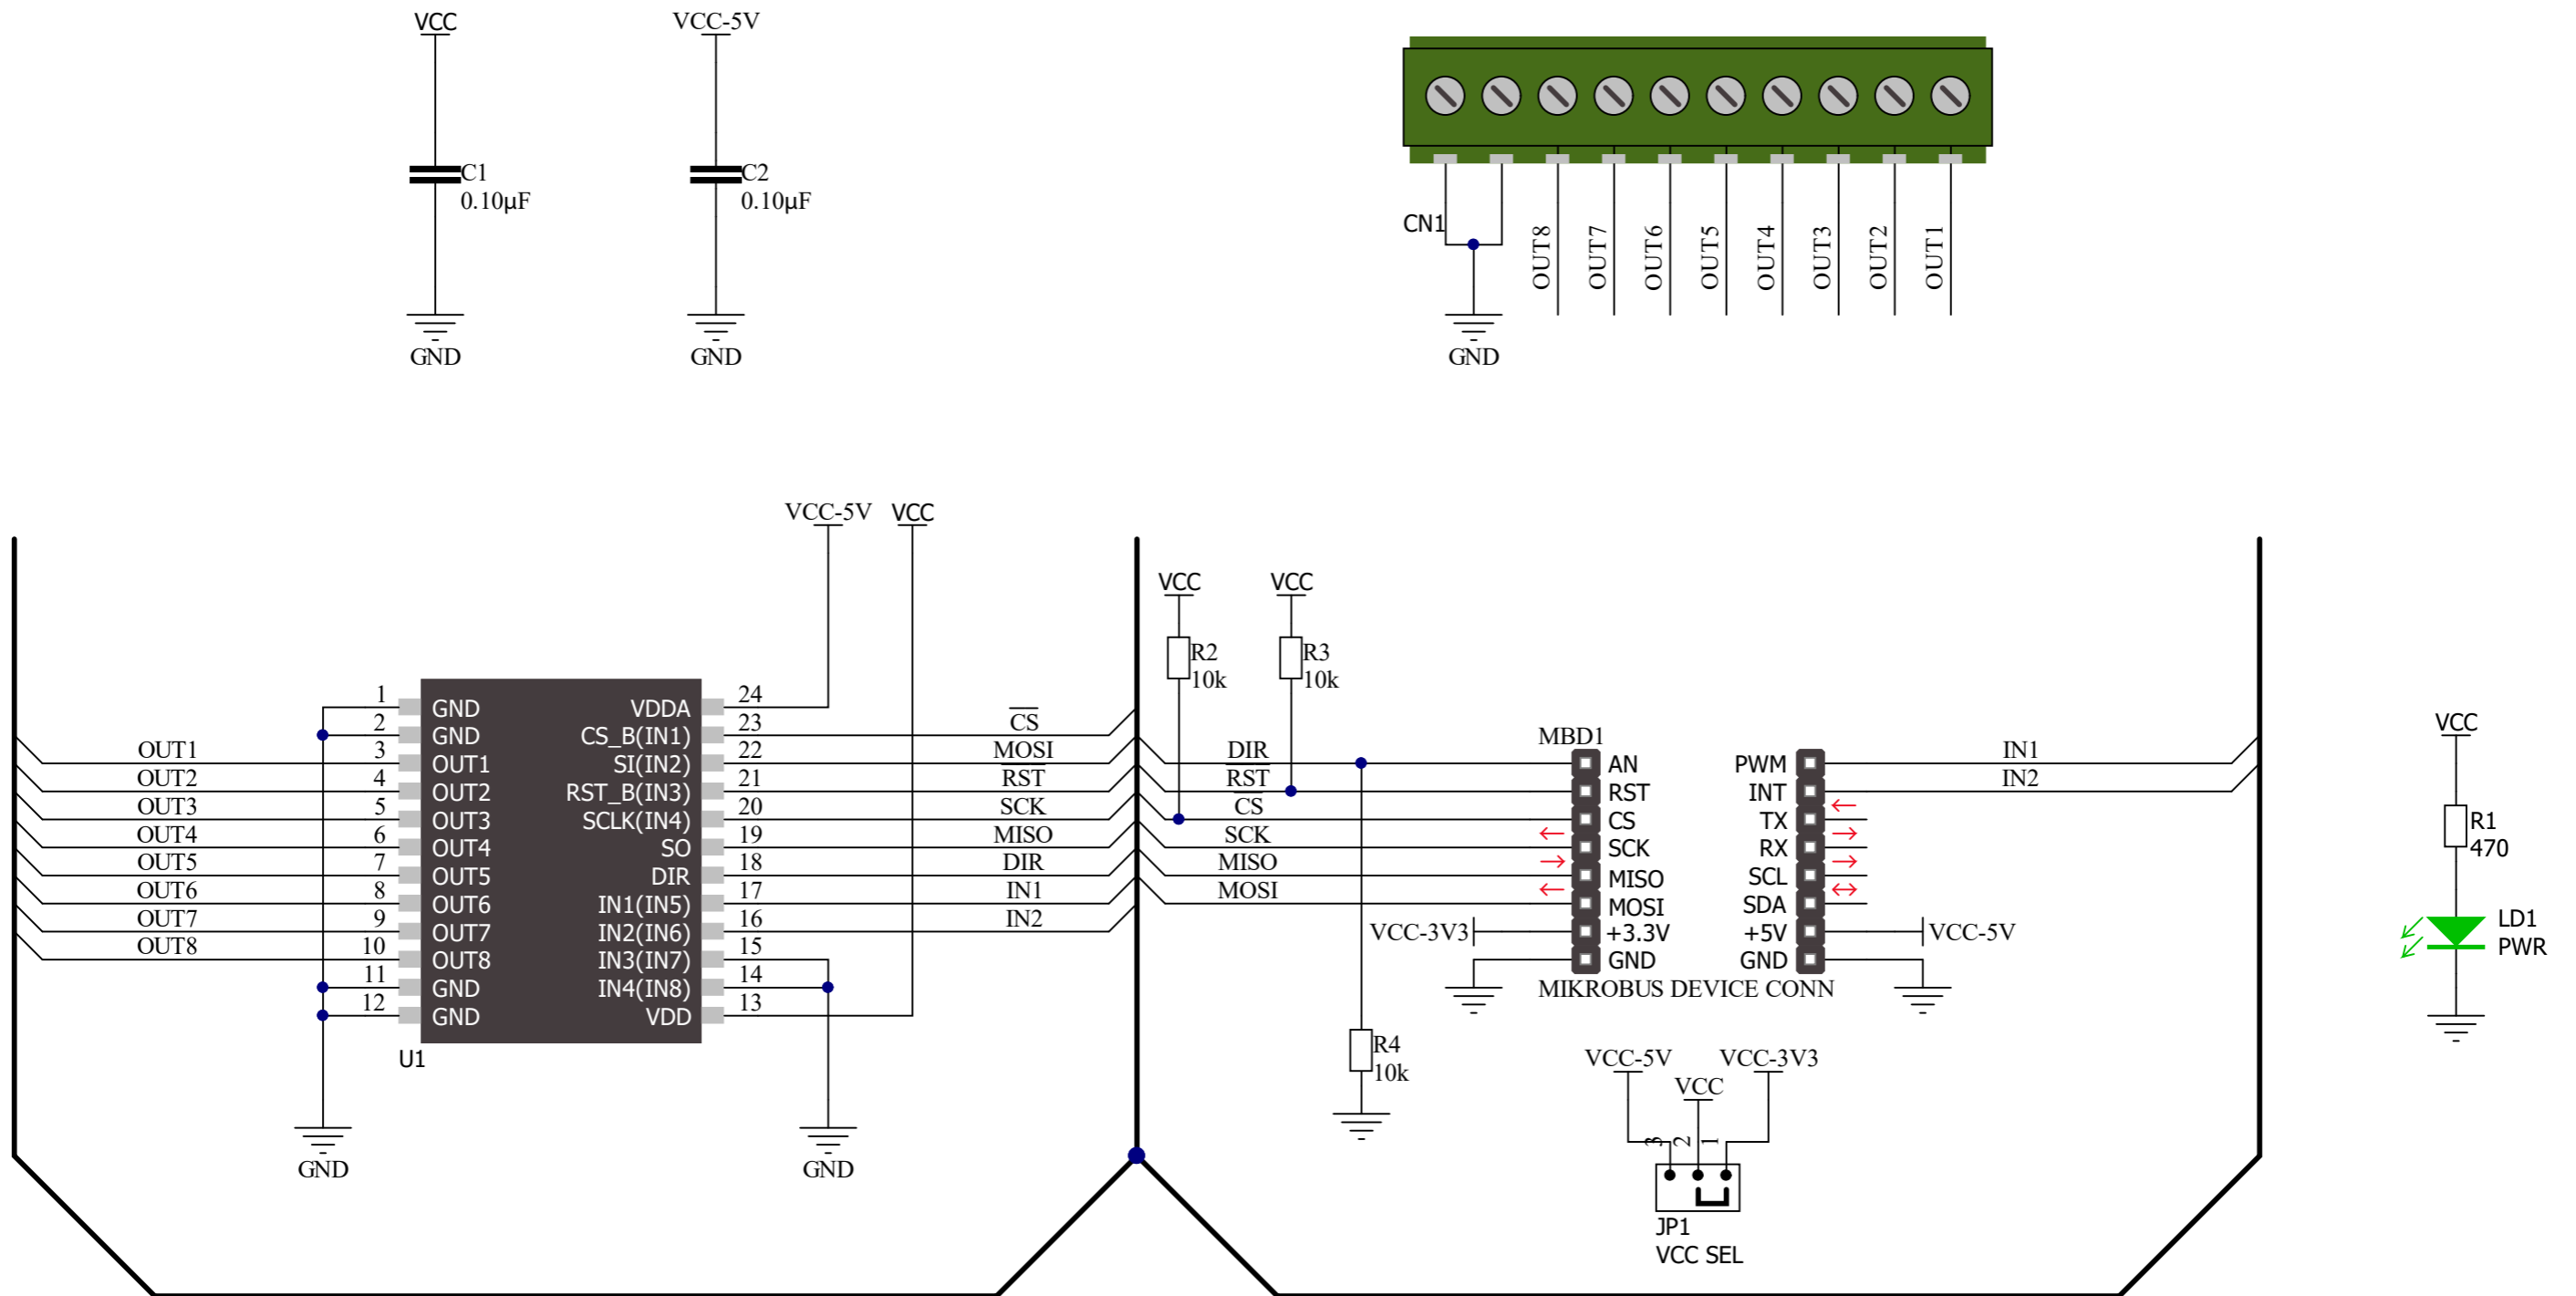 VCC
VCC-5V
C1
0.10µF
C2
0.10µF
GND
GND
CN1
OUT8
OUT7
OUT6
OUT5
OUT4
OUT3
OUT2
OUT1
GND
VCC-5V
VCC
OUT1
OUT2
OUT3
OUT4
OUT5
OUT6
OUT7
OUT8
1
2
3
4
5
6
7
8
9
10
11
12
GND
GND
OUT1
OUT2
OUT3
OUT4
OUT5
OUT6
OUT7
OUT8
GND
GND
VDDA
CS_B(IN1)
SI(IN2)
RST_B(IN3)
SCLK(IN4)
SO
DIR
IN1(IN5)
IN2(IN6)
IN3(IN7)
IN4(IN8)
VDD
24
23
22
21
20
19
18
17
16
15
14
13
CS
MOSI
RST
SCK
MISO
DIR
IN1
IN2
U1
GND
GND
VCC
VCC
R2
10k
R3
10k
DIR
RST
CS
SCK
MISO
MOSI
R4
10k
MBD1
AN
RST
CS
SCK
MISO
MOSI
+3.3V
GND
PWM
INT
TX
RX
SCL
SDA
+5V
GND
VCC-3V3
VCC-5V
MIKROBUS DEVICE CONN
IN1
IN2
VCC-5V
VCC
VCC-3V3
3
2
1
JP1
VCC SEL
VCC
R1
470
LD1
PWR